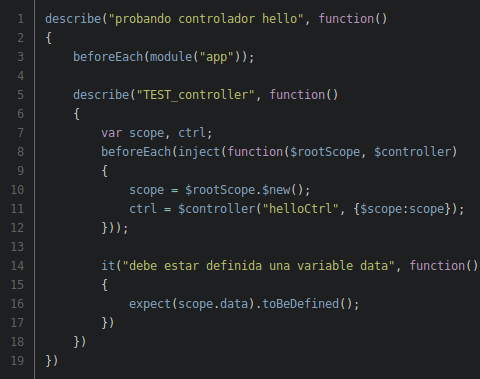 1 describe("probando controlador hello", function()
2 {
3     beforeEach(module("app"));
4
5     describe("TEST_controller", function()
6     {
7         var scope, ctrl;
8         beforeEach(inject(function($rootScope, $controller)
9         {
10             scope = $rootScope.$new();
11             ctrl = $controller("helloCtrl", {$scope:scope});
12         }));
13
14         it("debe estar definida una variable data", function()
15         {
16             expect(scope.data).toBeDefined();
17         })
18     })
19 })